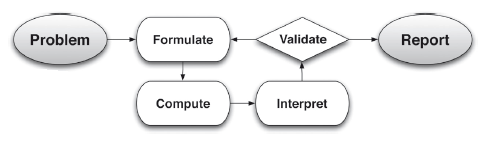 Problem
Formulate
Validate
Report
Compute
Interpret